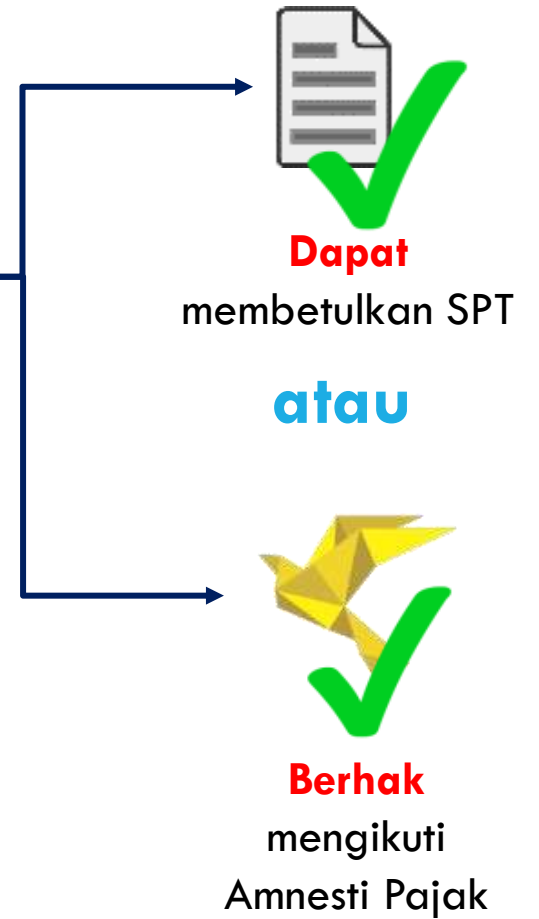 Dapat
membetulkan SPT
atau
Berhak
mengikuti
Amnesti Pajak